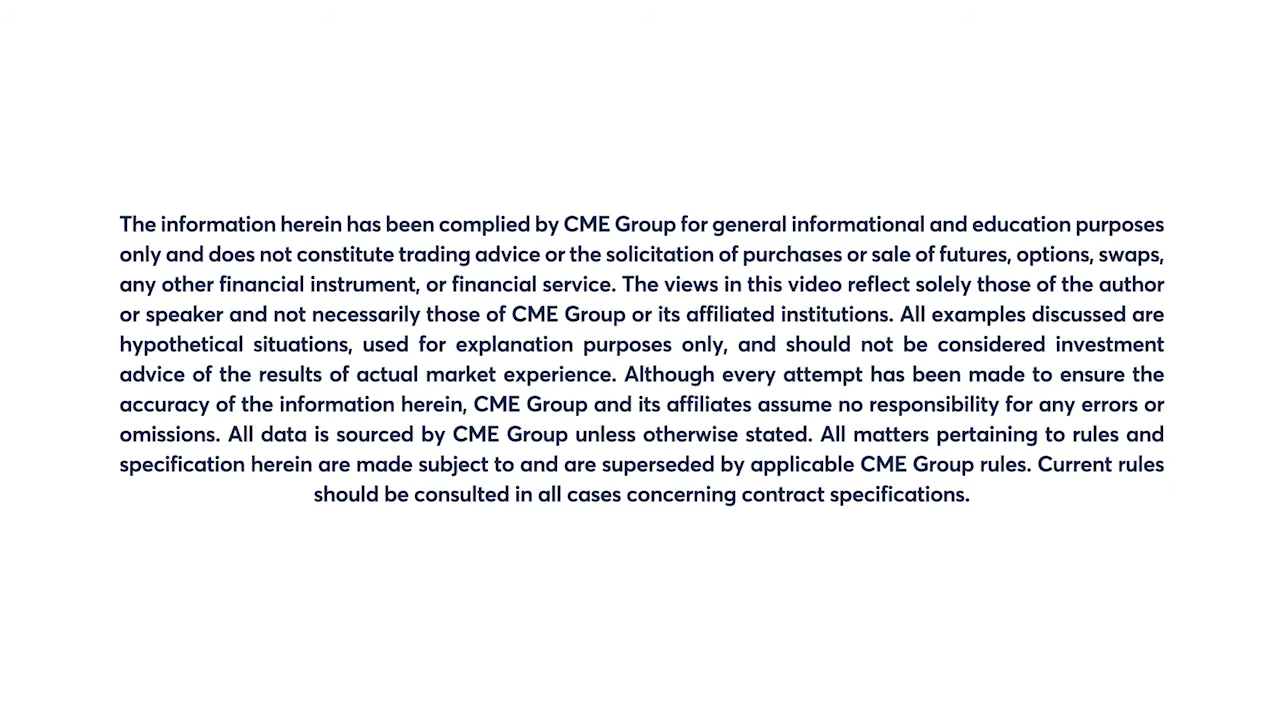 The information herein has been complied by CME Group for general informational and education purposes
only and does not constitute trading advice or the solicitation of purchases or sale of futures, options, swaps,
any other financial instrument, or financial service. The views in this video reflect solely those of the author
or speaker and not necessarily those of CME Group or its affiliated institutions. All examples discussed are
hypothetical situations, used for explanation purposes only, and should not be considered investment
advice of the results of actual market experience. Although every attempt has been made to ensure the
accuracy of the information herein, CME Group and its affiliates assume no responsibility for any errors or
omissions. All data is sourced by CME Group unless otherwise stated. All matters pertaining to rules and
specification herein are made subject to and are superseded by applicable CME Group rules. Current rules
should be consulted in all cases concerning contract specifications.